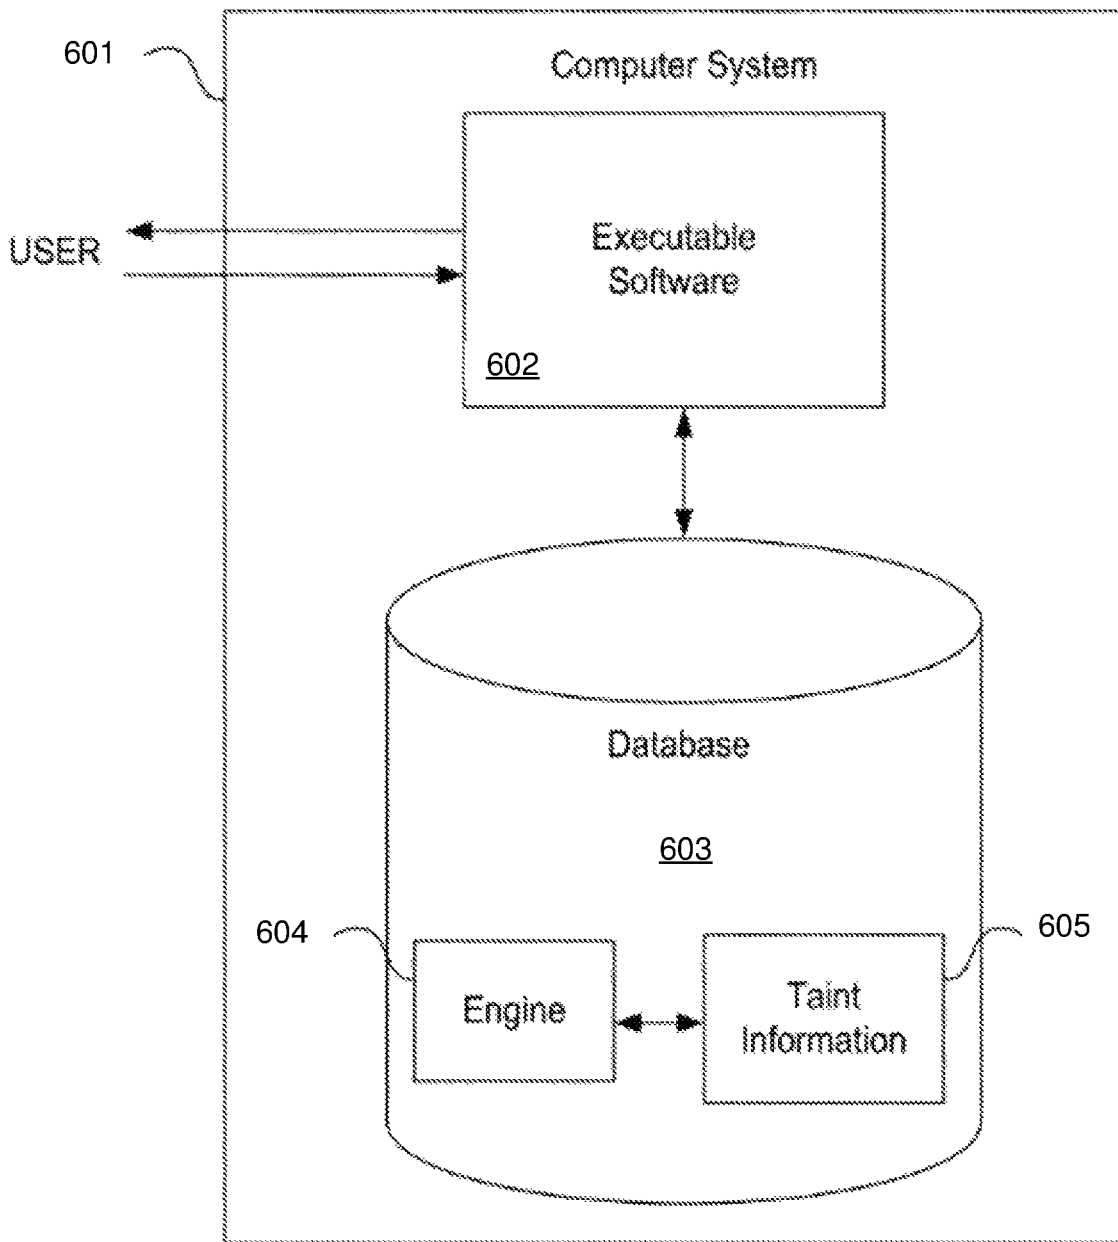 601
Computer System
USER
Executable
Software
602
Database
603
604
605
Engine
Taint
Information